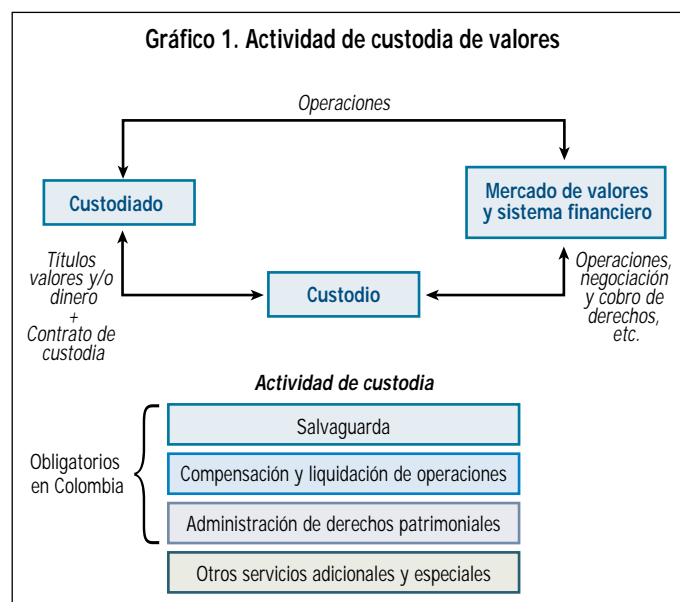 Gráfico 1. Actividad de custodia de valores
Operaciones
Custodiado
Mercado de valores
y sistema financiero
Títulos
valores y/o
dinero
+
Contrato de
custodia
Custodio
Operaciones,
negociación
y cobro de
derechos,
etc.
Actividad de custodia
Obligatorios
en Colombia
Salvaguarda
Compensación y liquidación de operaciones
Administración de derechos patrimoniales
Otros servicios adicionales y especiales